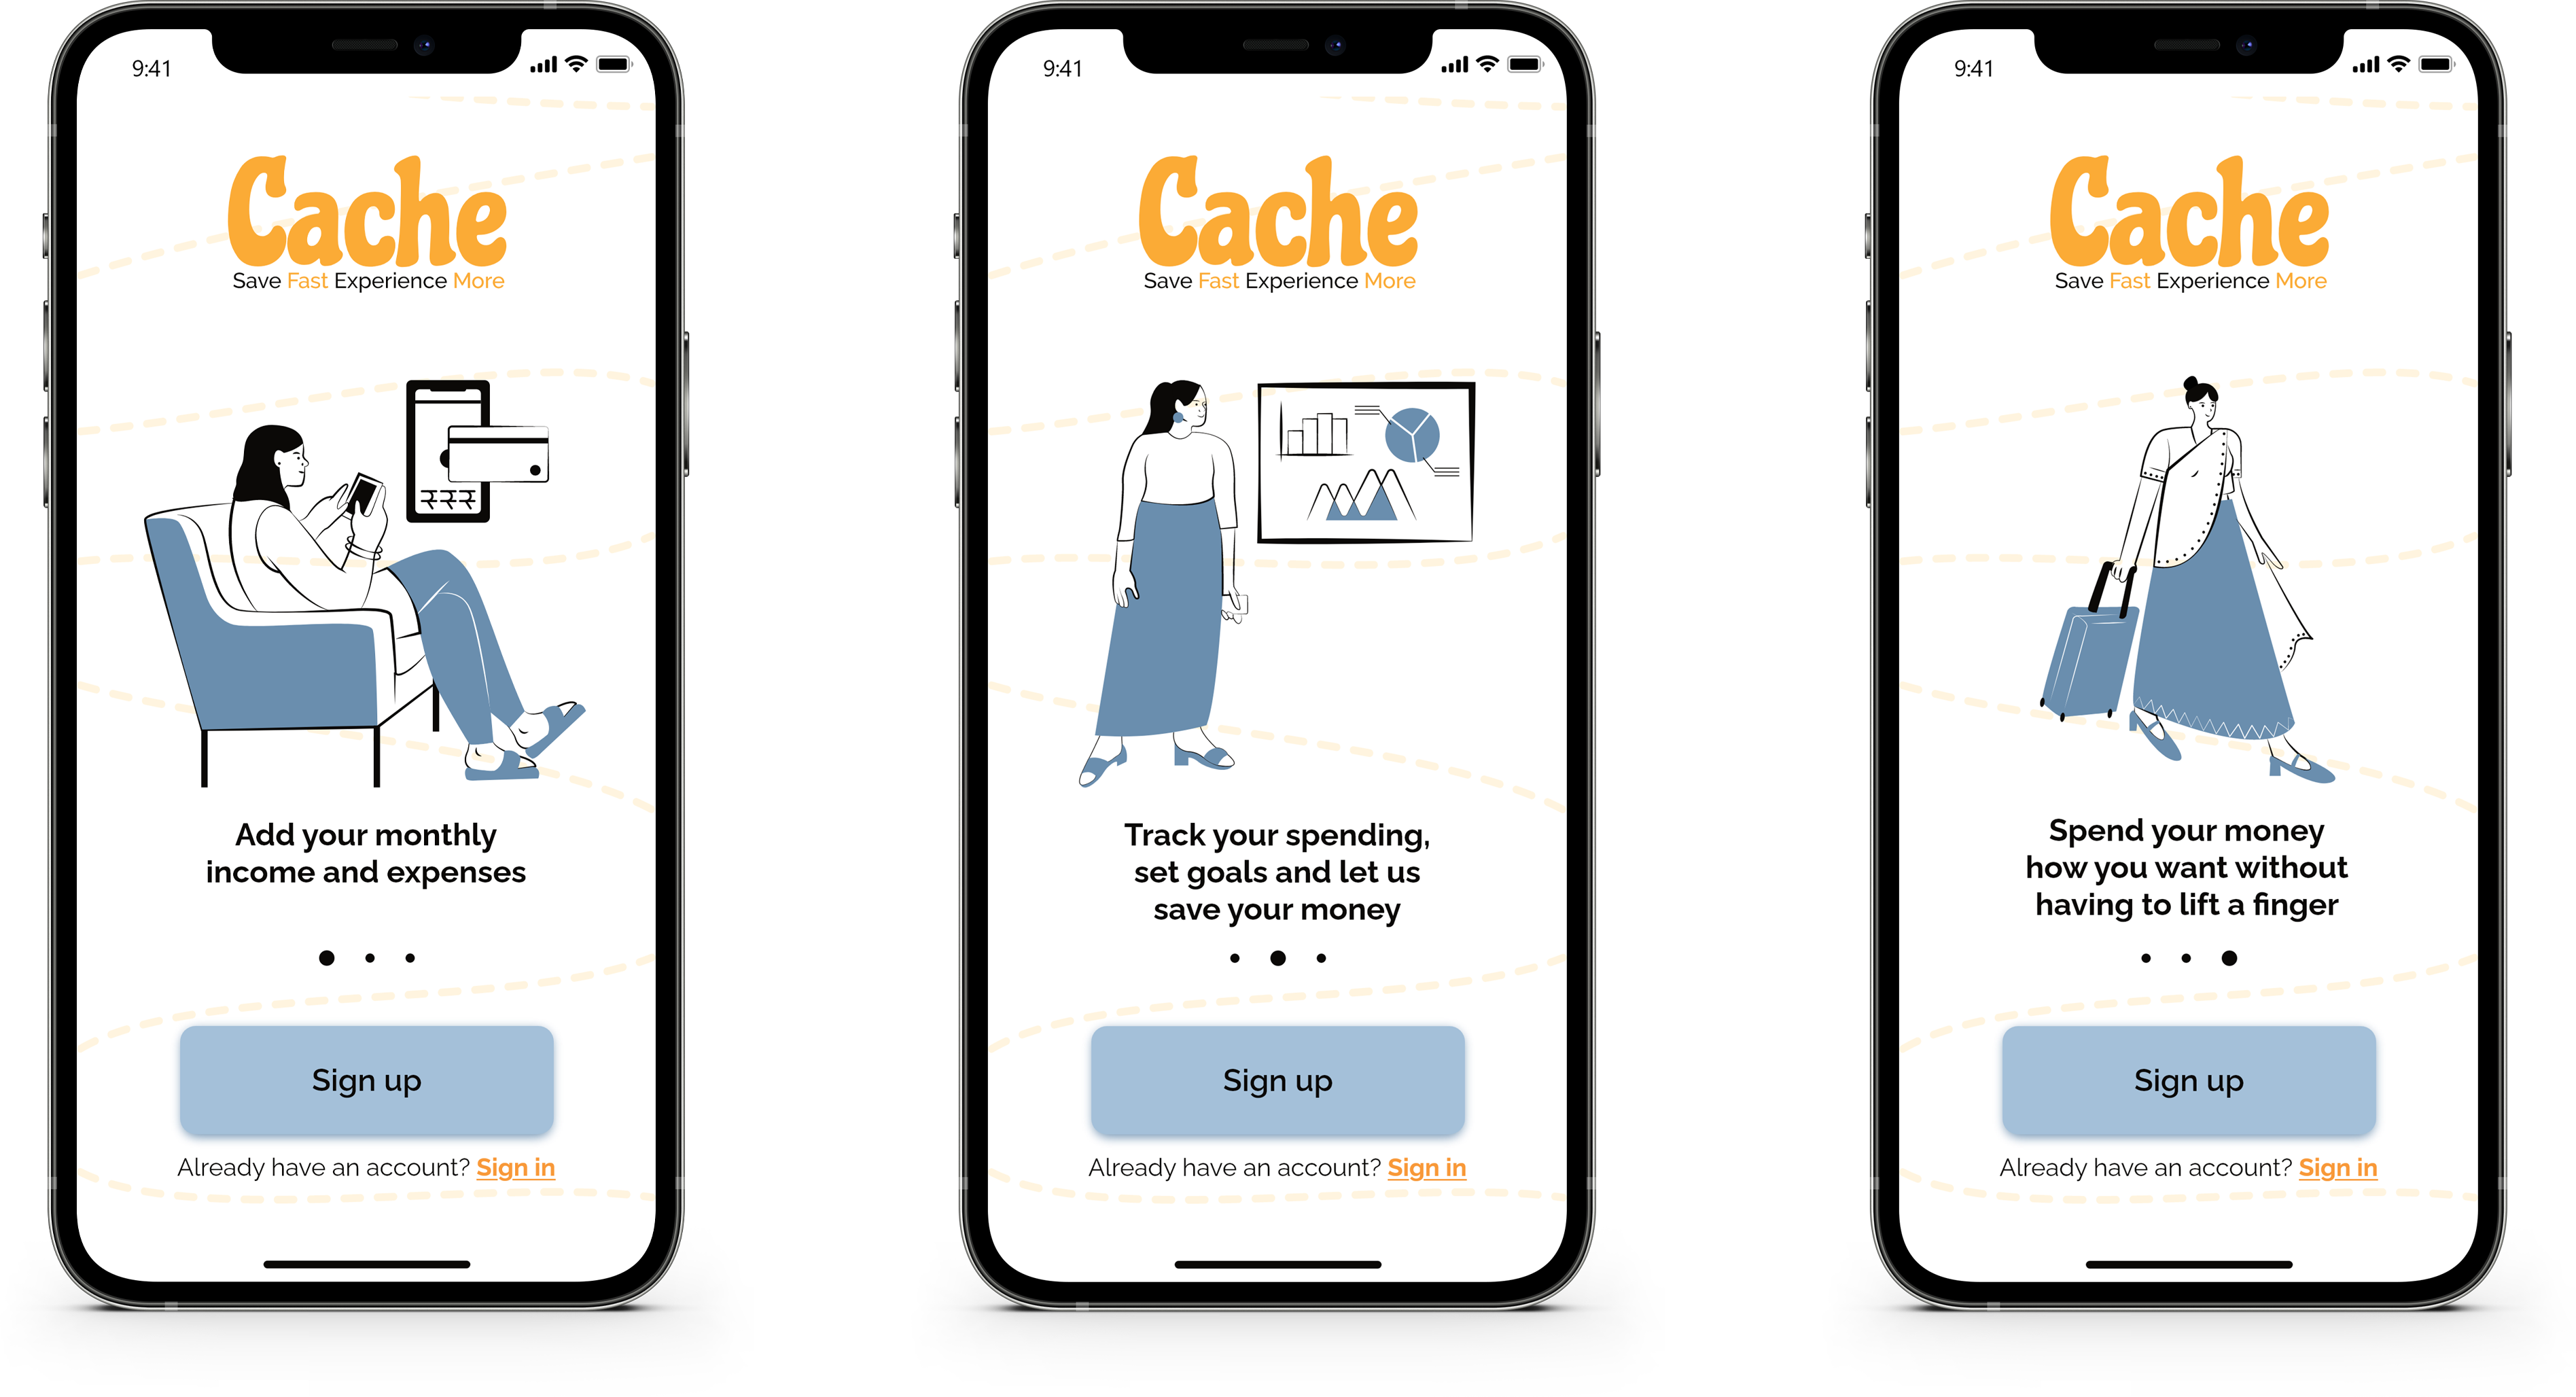 9:41
Cache
Save Fast Experience More
₹₹₹
Add your monthly
income and expenses
Sign up
Already have an account? Sign in
9:41
Cache
Save Fast Experience More
Track your spending,
set goals and let us
save your money
Sign up
Already have an account? Sign in
9:41
Cache
Save Fast Experience More
Spend your money
how you want without
having to lift a finger
Sign up
Already have an account? Sign in